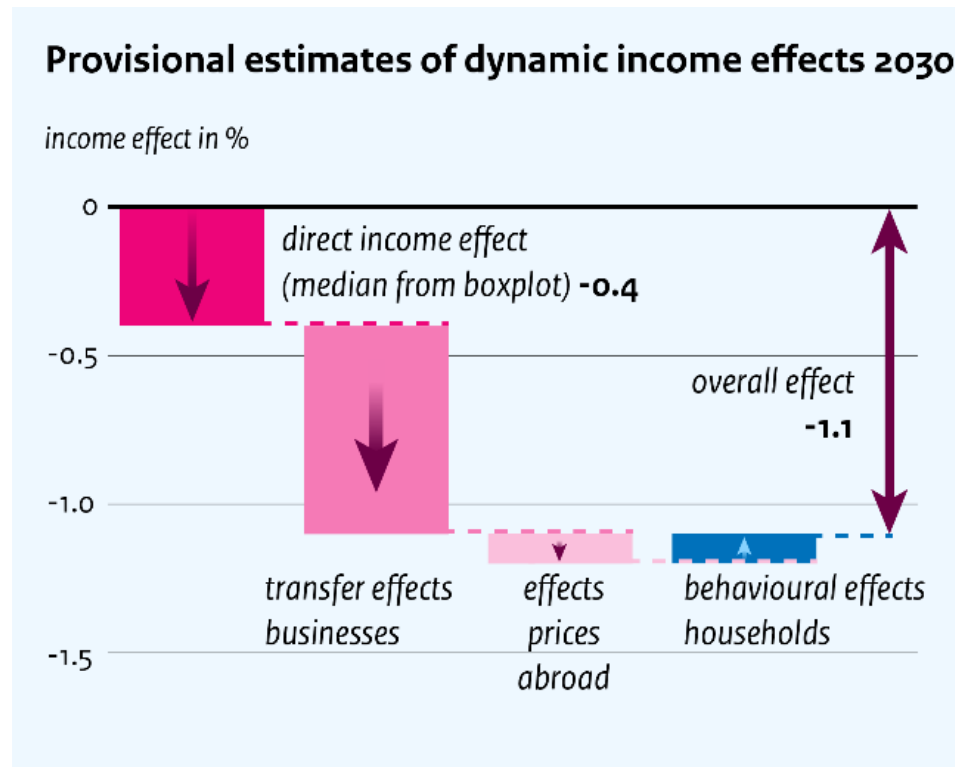 Provisional estimates of dynamic income effects 2030
income effect in %
0
direct income effect
(median from boxplot) -0.4
-0.5
overall effect
-1.1
-1.0
transfer effects
businesses
effects
prices
abroad
behavioural effects
households
-1.5